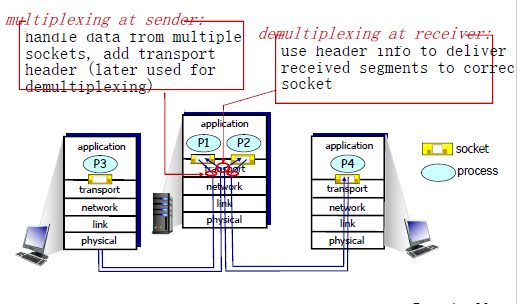 multiplexing at sender:
handle data from multiple
sockets, add transport
header (later used for
demultiplexing)
demultiplexing at receiver:
use header info to deliver
received segments to correc
socket
application
P3
transport
network
link
physical
application
P1
P2
transport
network
link
physical
application
P4
transport
network
link
physical
socket
process